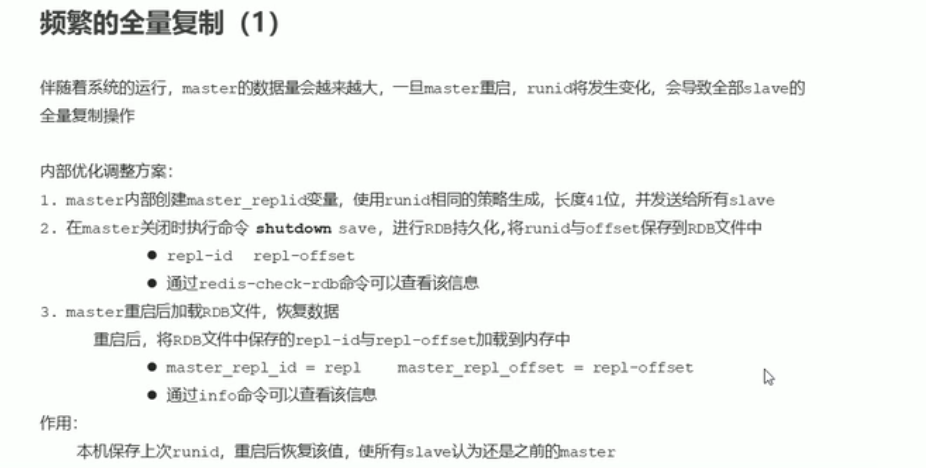 频繁的全量复制（1）
伴随着系统的运行，master的数据量会越来越大，一旦master重启，runid将发生变化，会导致全部slave的
全量复制操作
内部优化调整方案：
1. master内部创建master_replid变量，使用runid相同的策略生成，长度41位，并发送给所有slave
2. 在master关闭时执行命令 shutdown save，进行RDB持久化,将runid与offset保存到RDB文件中
● repl-id repl-offset
● 通过redis-check-rdb命令可以查看该信息
3. master重启后加载RDB文件，恢复数据
重启后，将RDB文件中保存的repl-id与repl-offset加载到内存中
● master_repl_id = repl master_repl_offset = repl-offset
● 通过info命令可以查看该信息
作用：
本机保存上次runid，重启后恢复该值，使所有slave认为还是之前的master